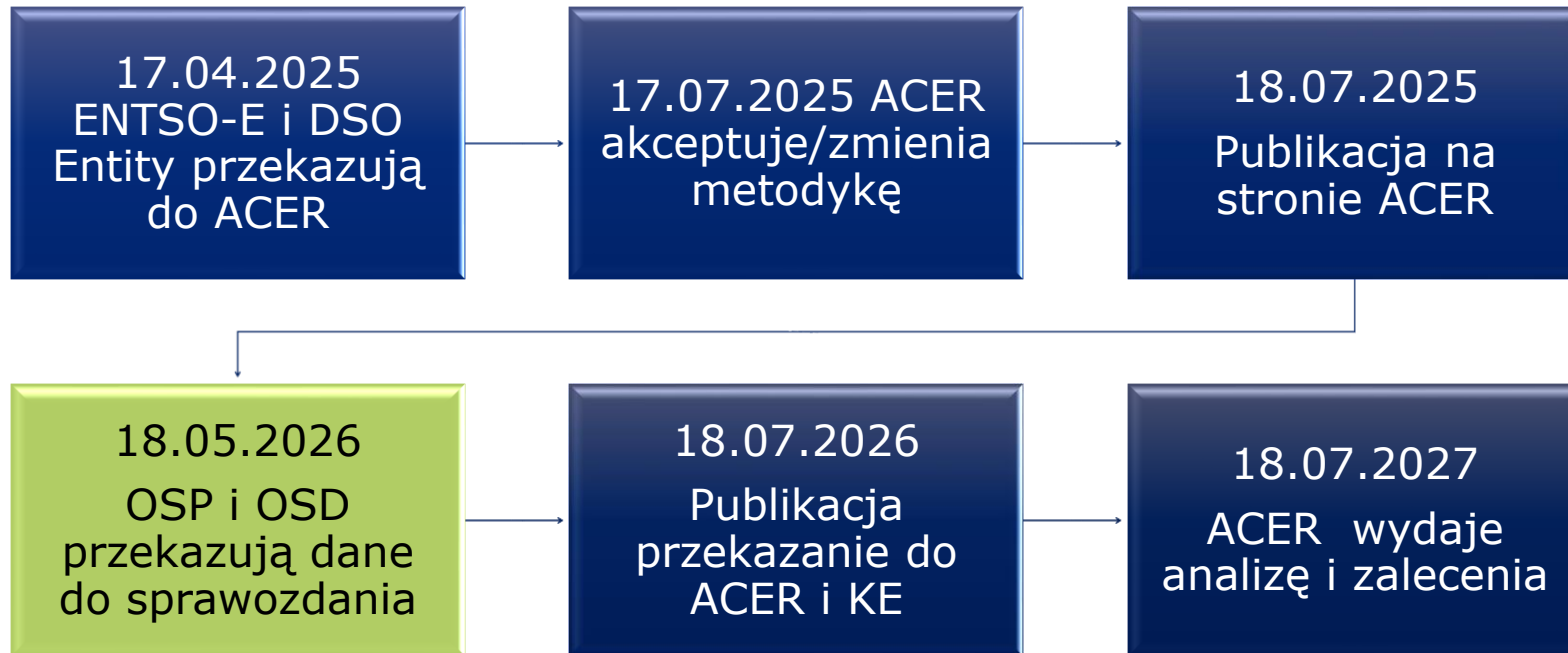 17.04.2025
ENTSO-E i DSO
Entity przekazują
do ACER
17.07.2025 ACER
akceptuje/zmienia
metodykę
18.07.2025
Publikacja na
stronie ACER
18.05.2026
OSP i OSD
przekazują dane
do sprawozdania
18.07.2026
Publikacja
przekazanie do
ACER i KE
18.07.2027
ACER  wydaje
analizę i zalecenia